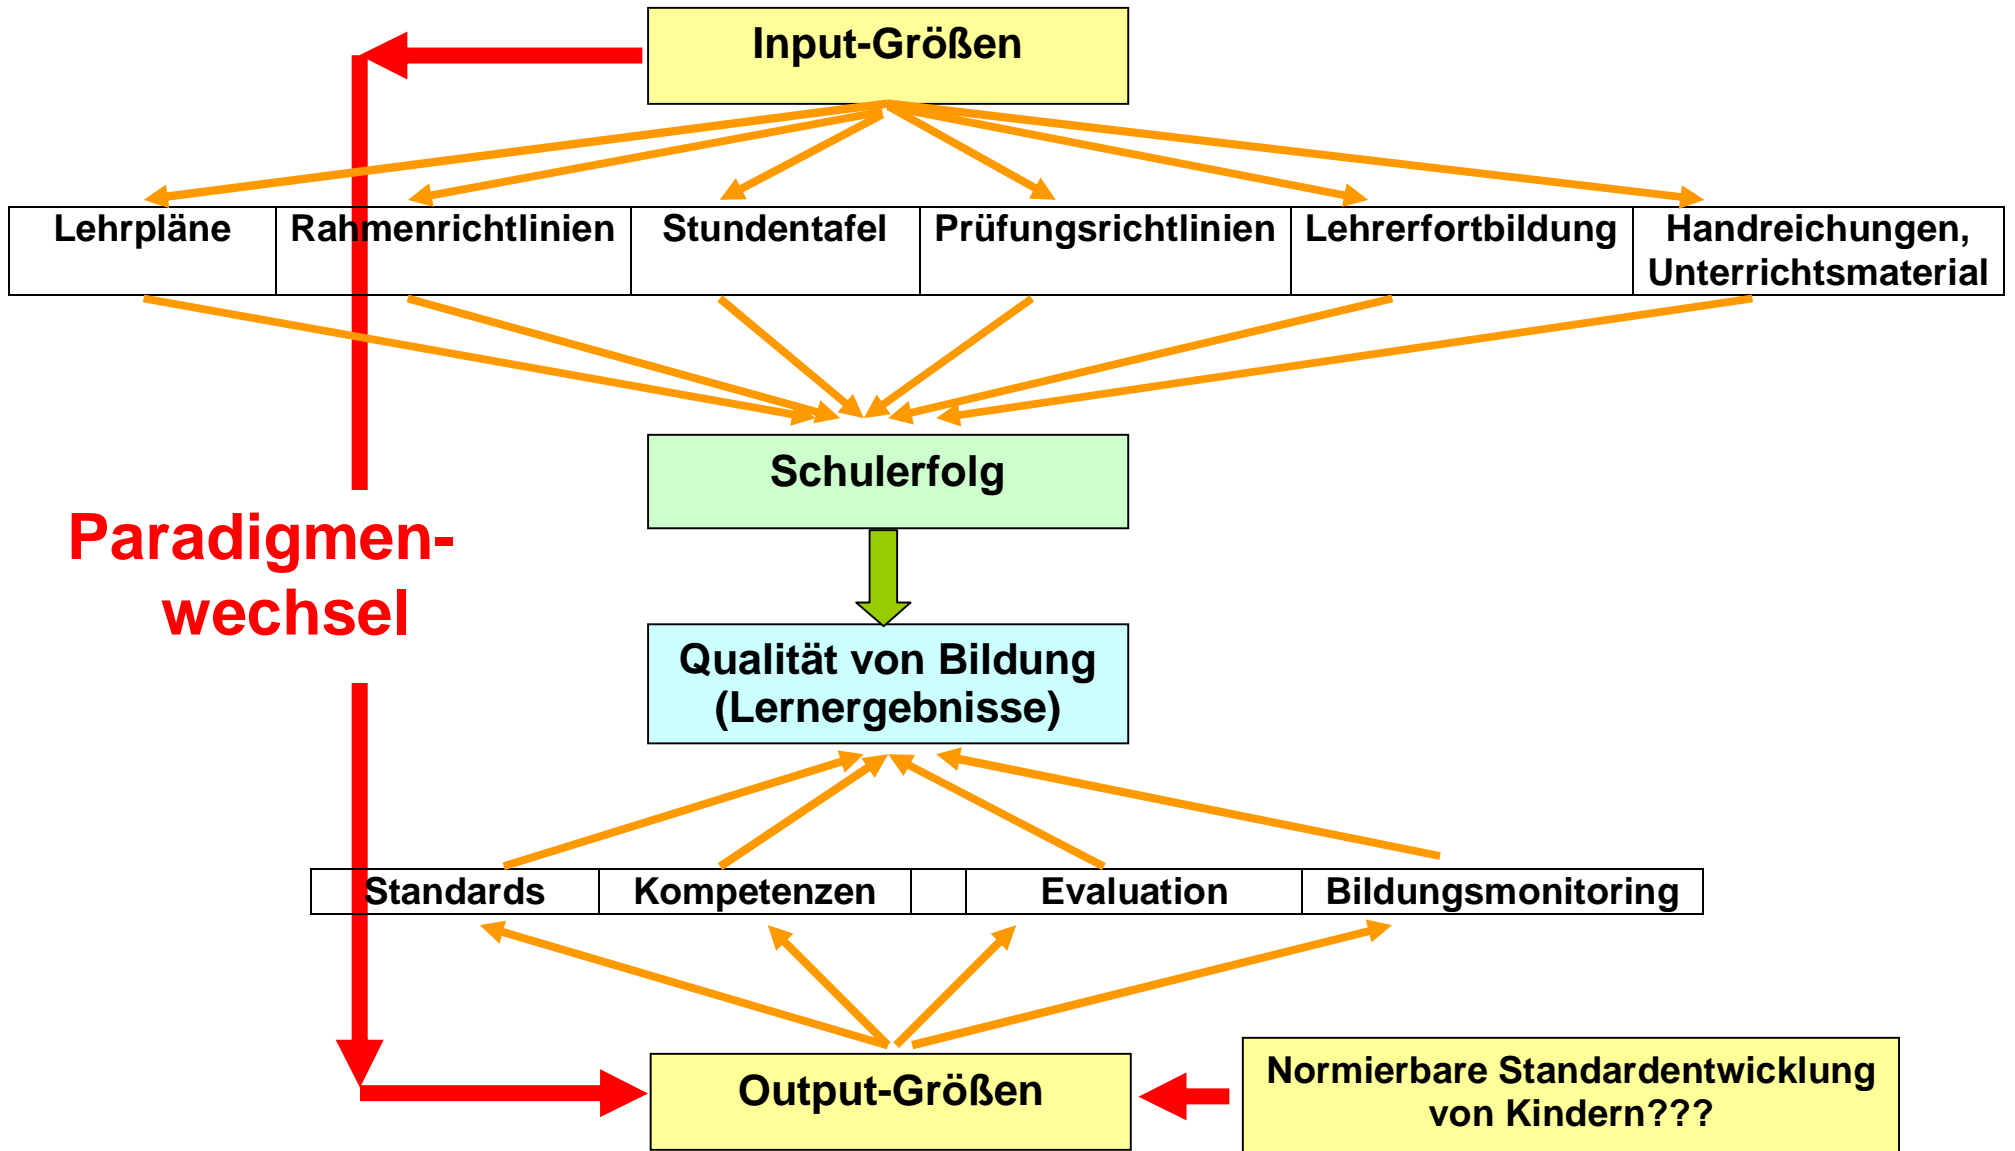 Input-Größen
Lehrpläne
Rahmenrichtlinien
Stundentafel
Prüfungsrichtlinien
Lehrerfortbildung
Handreichungen,
Unterrichtsmaterial
Schulerfolg
Paradigmen-
wechsel
Qualität von Bildung
(Lernergebnisse)
Standards
Kompetenzen
Evaluation
Bildungsmonitoring
Output-Größen
Normierbare Standardentwicklung
von Kindern???